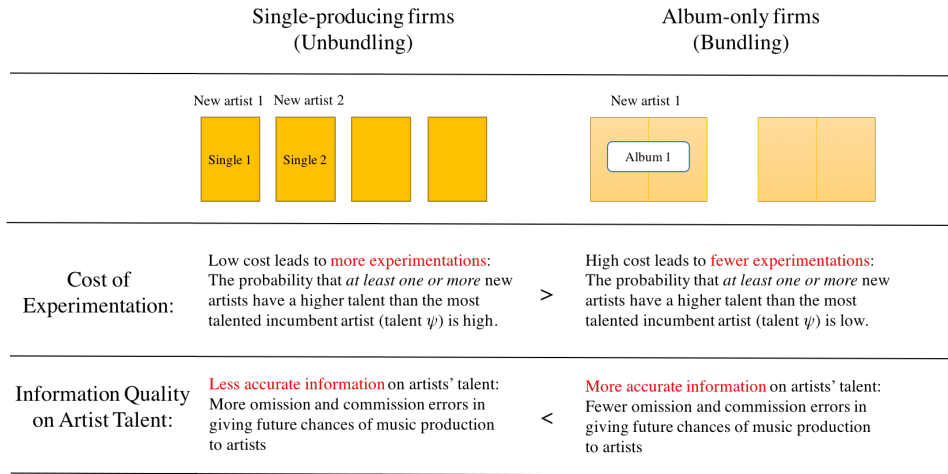 Single-producing firms
(Unbundling)
Album-only firms
(Bundling)
New artist 1 New artist 2
New artist 1
Single 1
Single 2
Album 1
Cost of
Experimentation:
Low cost leads to more experimentations:
The probability that at least one or more new
artists have a higher talent than the most
talented incumbent artist (talent ψ) is high.
>
High cost leads to fewer experimentations:
The probability that at least one or more new
artists have a higher talent than the most
talented incumbent artist (talent ψ) is low.
Information Quality
on Artist Talent:
Less accurate information on artists' talent:
More omission and commission errors in
giving future chances of music production
to artists
<
More accurate information on artists' talent:
Fewer omission and commission errors in
giving future chances of music production
to artists